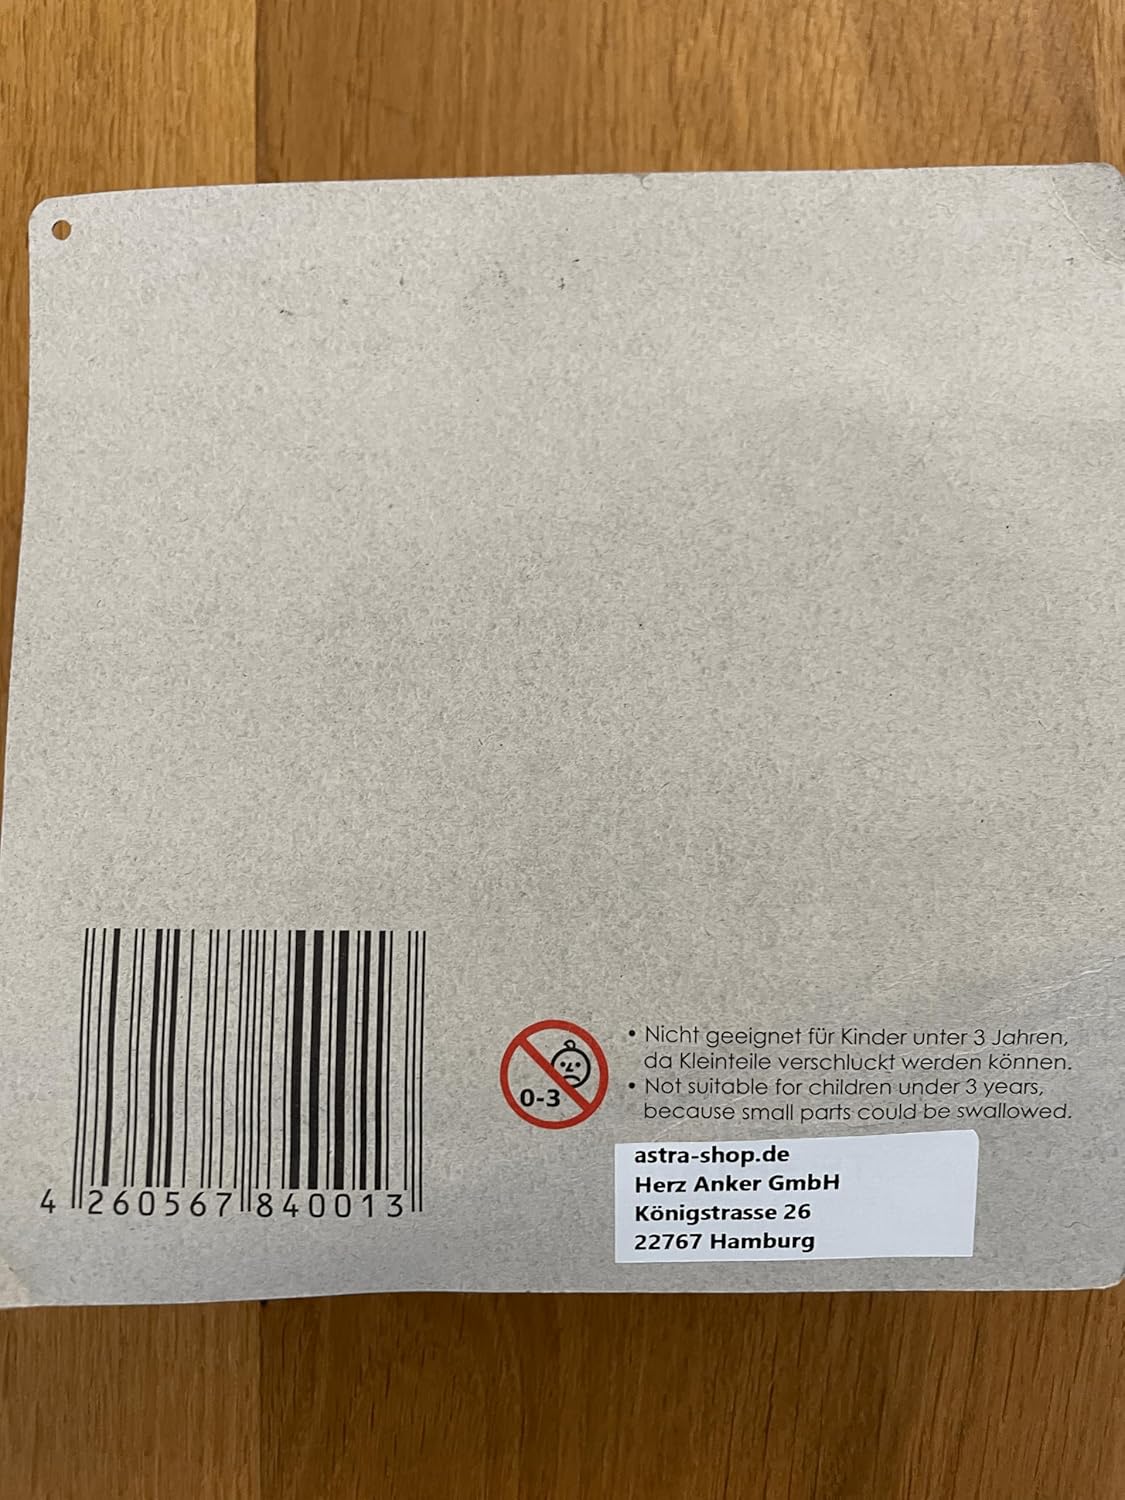 4 260567 840013
0-3
• Nicht geeignet für Kinder unter 3 Jahren,
da Kleinteile verschluckt werden können.
• Not suitable for children under 3 years,
because small parts could be swallowed.
astra-shop.de
Herz Anker GmbH
Königstrasse 26
22767 Hamburg